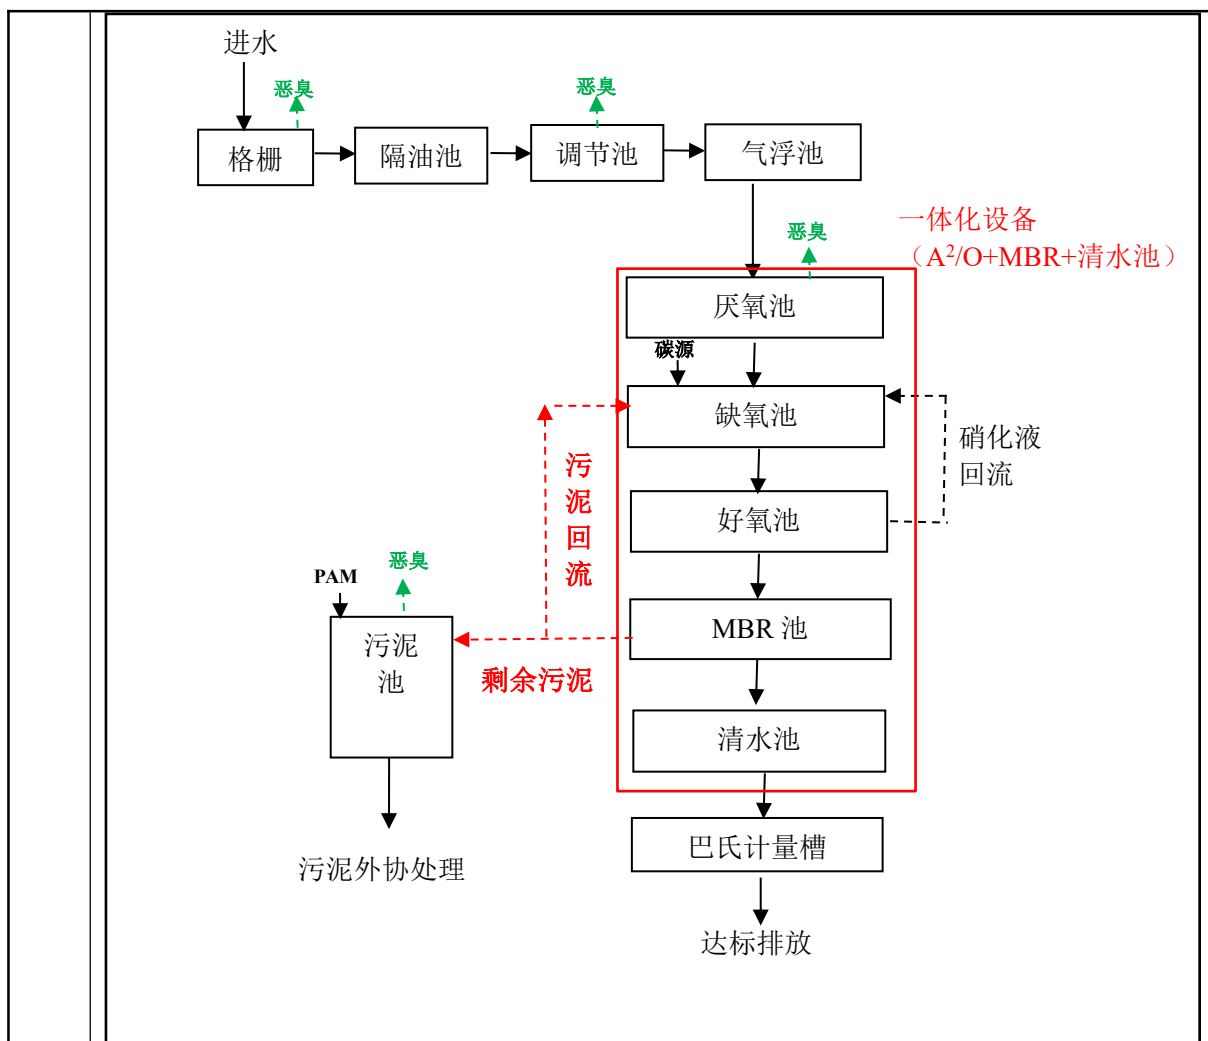 进水
恶臭
恶臭
格栅
隔油池
调节池
气浮池
一体化设备
（A²/O+MBR+清水池）
恶臭
厌氧池
碳源
缺氧池
硝化液
回流
污
泥
回
流
好氧池
PAM
恶臭
污泥
池
MBR 池
剩余污泥
清水池
巴氏计量槽
污泥外协处理
达标排放